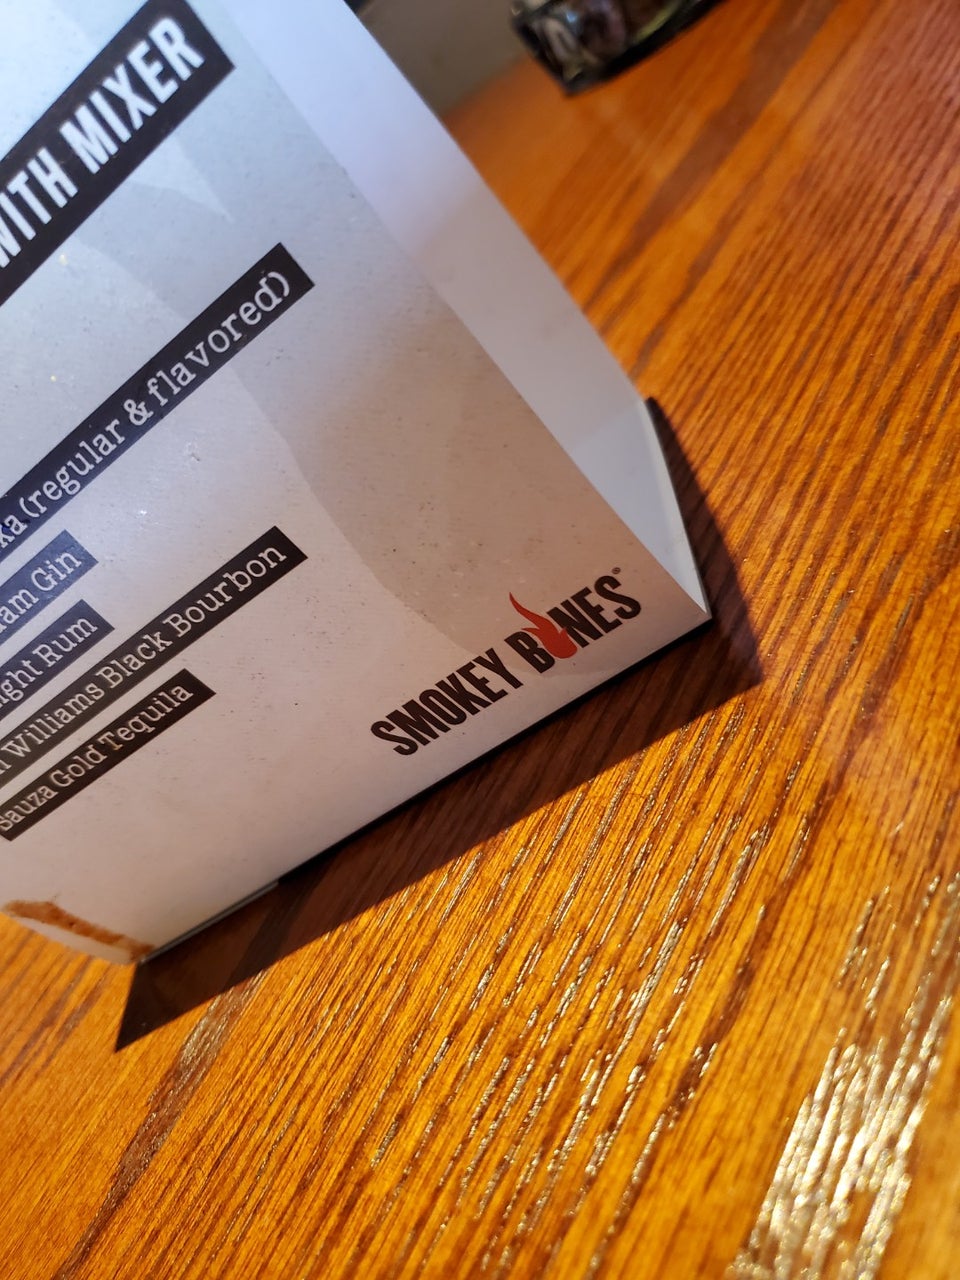 WITH MIXER
(regular & flavored)
Gin
Rum
Williams Black Bourbon
Sauza Gold Tequila
SMOKEY BONES®